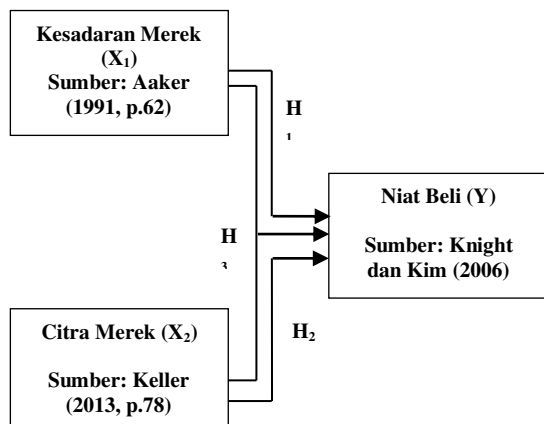 Kesadaran Merek
(X₁)
Sumber: Aaker
(1991, p.62)
H
1
Niat Beli (Y)
Sumber: Knight
dan Kim (2006)
H
3
Citra Merek (X₂)
Sumber: Keller
(2013, p.78)
H₂